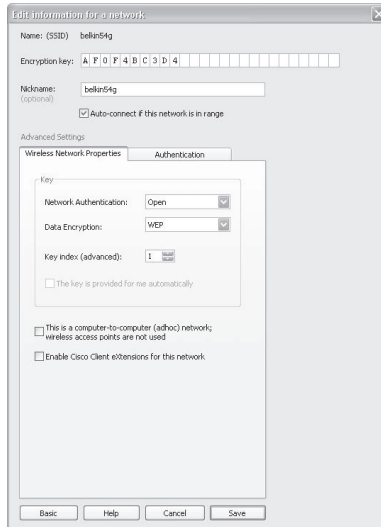 Edit information for a network
Name: (SSID) belkin54g
Encryption key: A F 0 F 4 B C 3 D 4
Nickname: belkin54g
(optional)
Auto-connect if this network is in range
Advanced Settings
Wireless Network Properties Authentication
Key
Network Authentication: Open
Data Encryption: WEP
Key index (advanced): 1
The key is provided for me automatically
This is a computer-to-computer (adhoc) network;
wireless access points are not used
Enable Cisco Client eXtensions for this network
Basic Help Cancel Save